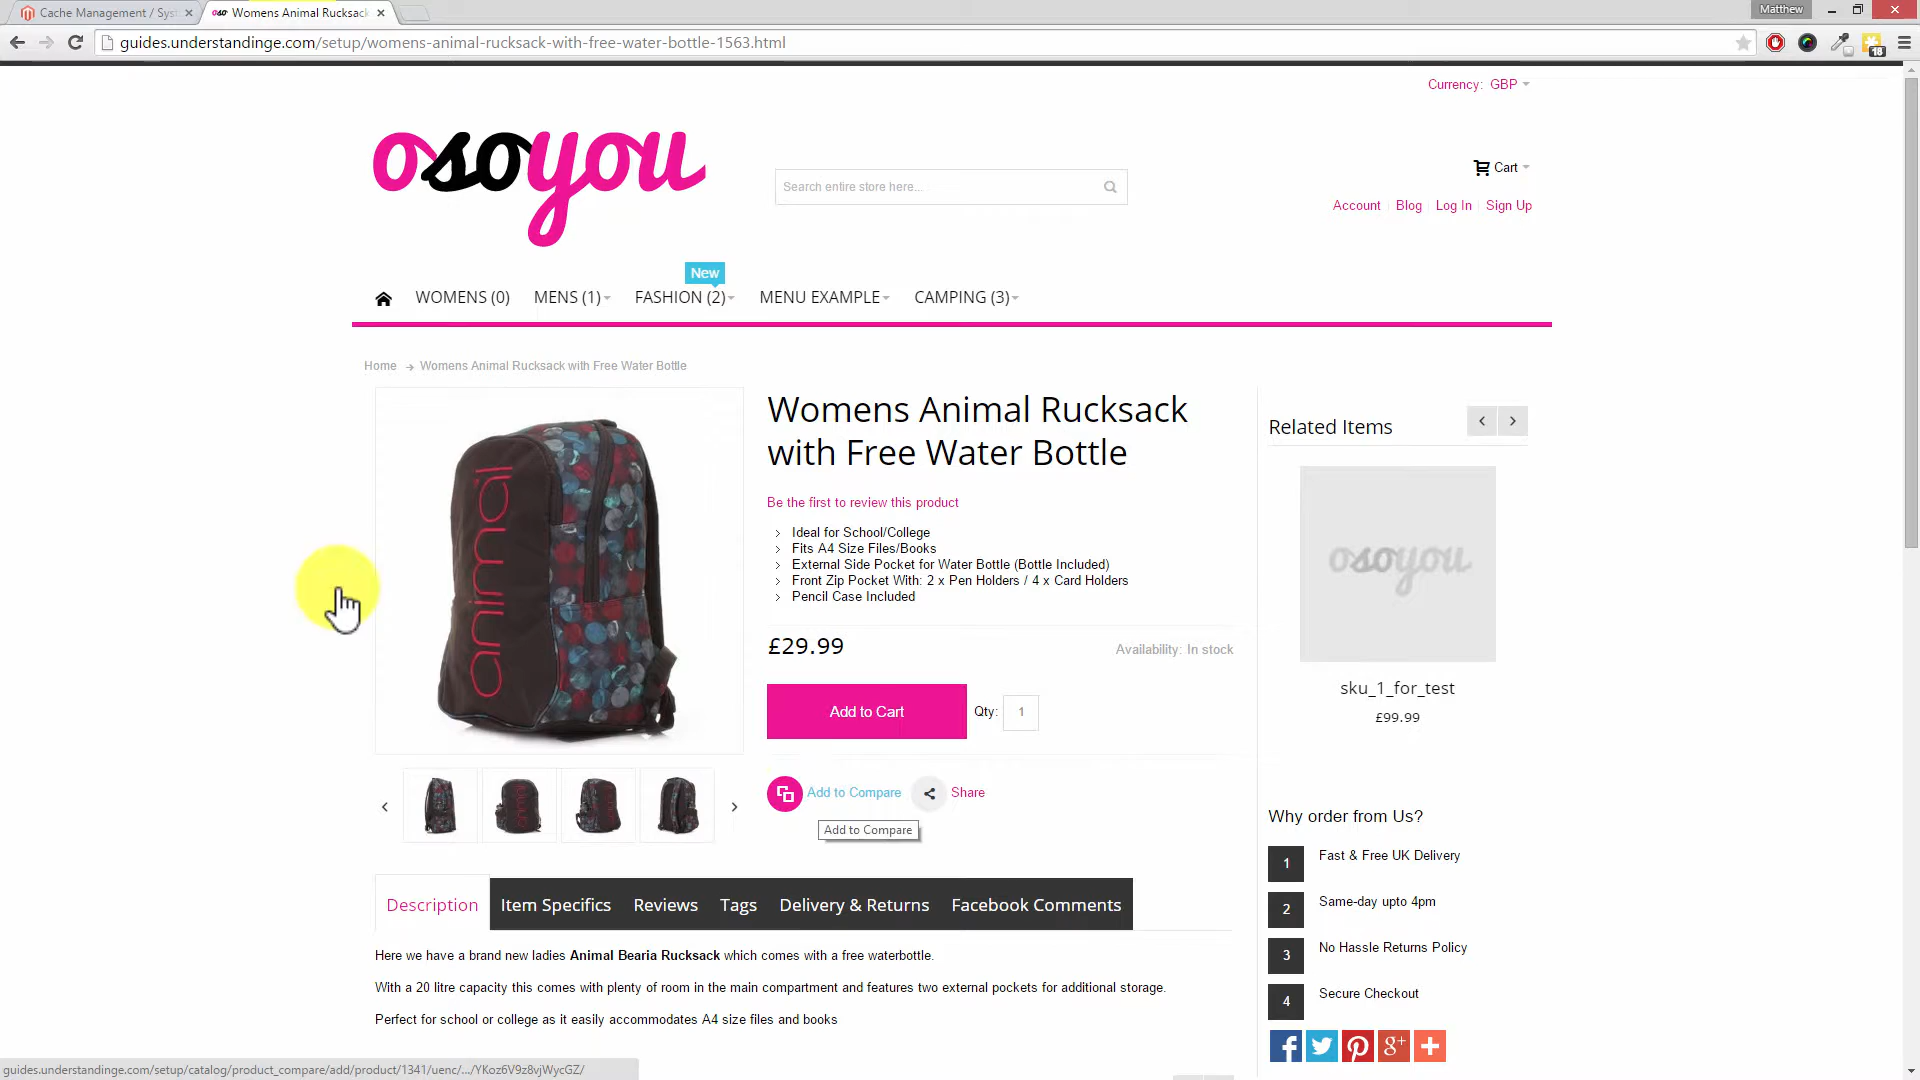 Cache Management / Sys
Womens Animal Rucksack
Matthew
guides.understandinge.com/setup/womens-animal-rucksack-with-free-water-bottle-1563.html
18
Currency: GBP
osoyou
Search entire store here...
Cart
Account Blog Log In Sign Up
New
WOMENS (0) MENS (1) FASHION (2) MENU EXAMPLE CAMPING (3)
Home Womens Animal Rucksack with Free Water Bottle
animal
Womens Animal Rucksack
with Free Water Bottle
Be the first to review this product
Ideal for School/College
Fits A4 Size Files/Books
External Side Pocket for Water Bottle (Bottle Included)
Front Zip Pocket With: 2 x Pen Holders / 4 x Card Holders
Pencil Case Included
£29.99
Availability: In stock
Add to Cart
Qty: 1
Add to Compare
Share
Add to Compare
Related Items
osoyou
sku_1_for_test
£99.99
Why order from Us?
1 Fast & Free UK Delivery
2 Same-day upto 4pm
3 No Hassle Returns Policy
4 Secure Checkout
Description Item Specifics Reviews Tags Delivery & Returns Facebook Comments
Here we have a brand new ladies Animal Bearia Rucksack which comes with a free waterbottle.
With a 20 litre capacity this comes with plenty of room in the main compartment and features two external pockets for additional storage.
Perfect for school or college as it easily accommodates A4 size files and books
guides.understandinge.com/setup/catalog/product_compare/add/product/1341/uenc/.../YKoz6V9z8vjWycGZ/